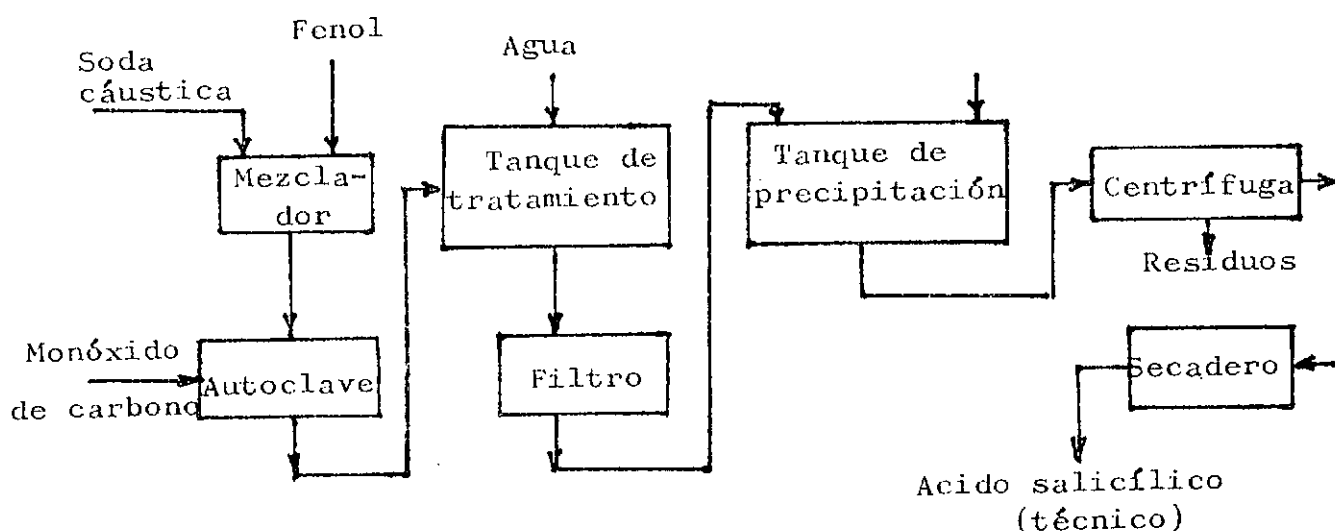 Fenol
Soda
cáustica
Agua
Mezcla-
dor
Tanque de
tratamiento
Tanque de
precipitación
Centrífuga
Residuos
Monóxido
de carbono
Autoclave
Filtro
Secadero
Acido salicílico
(técnico)